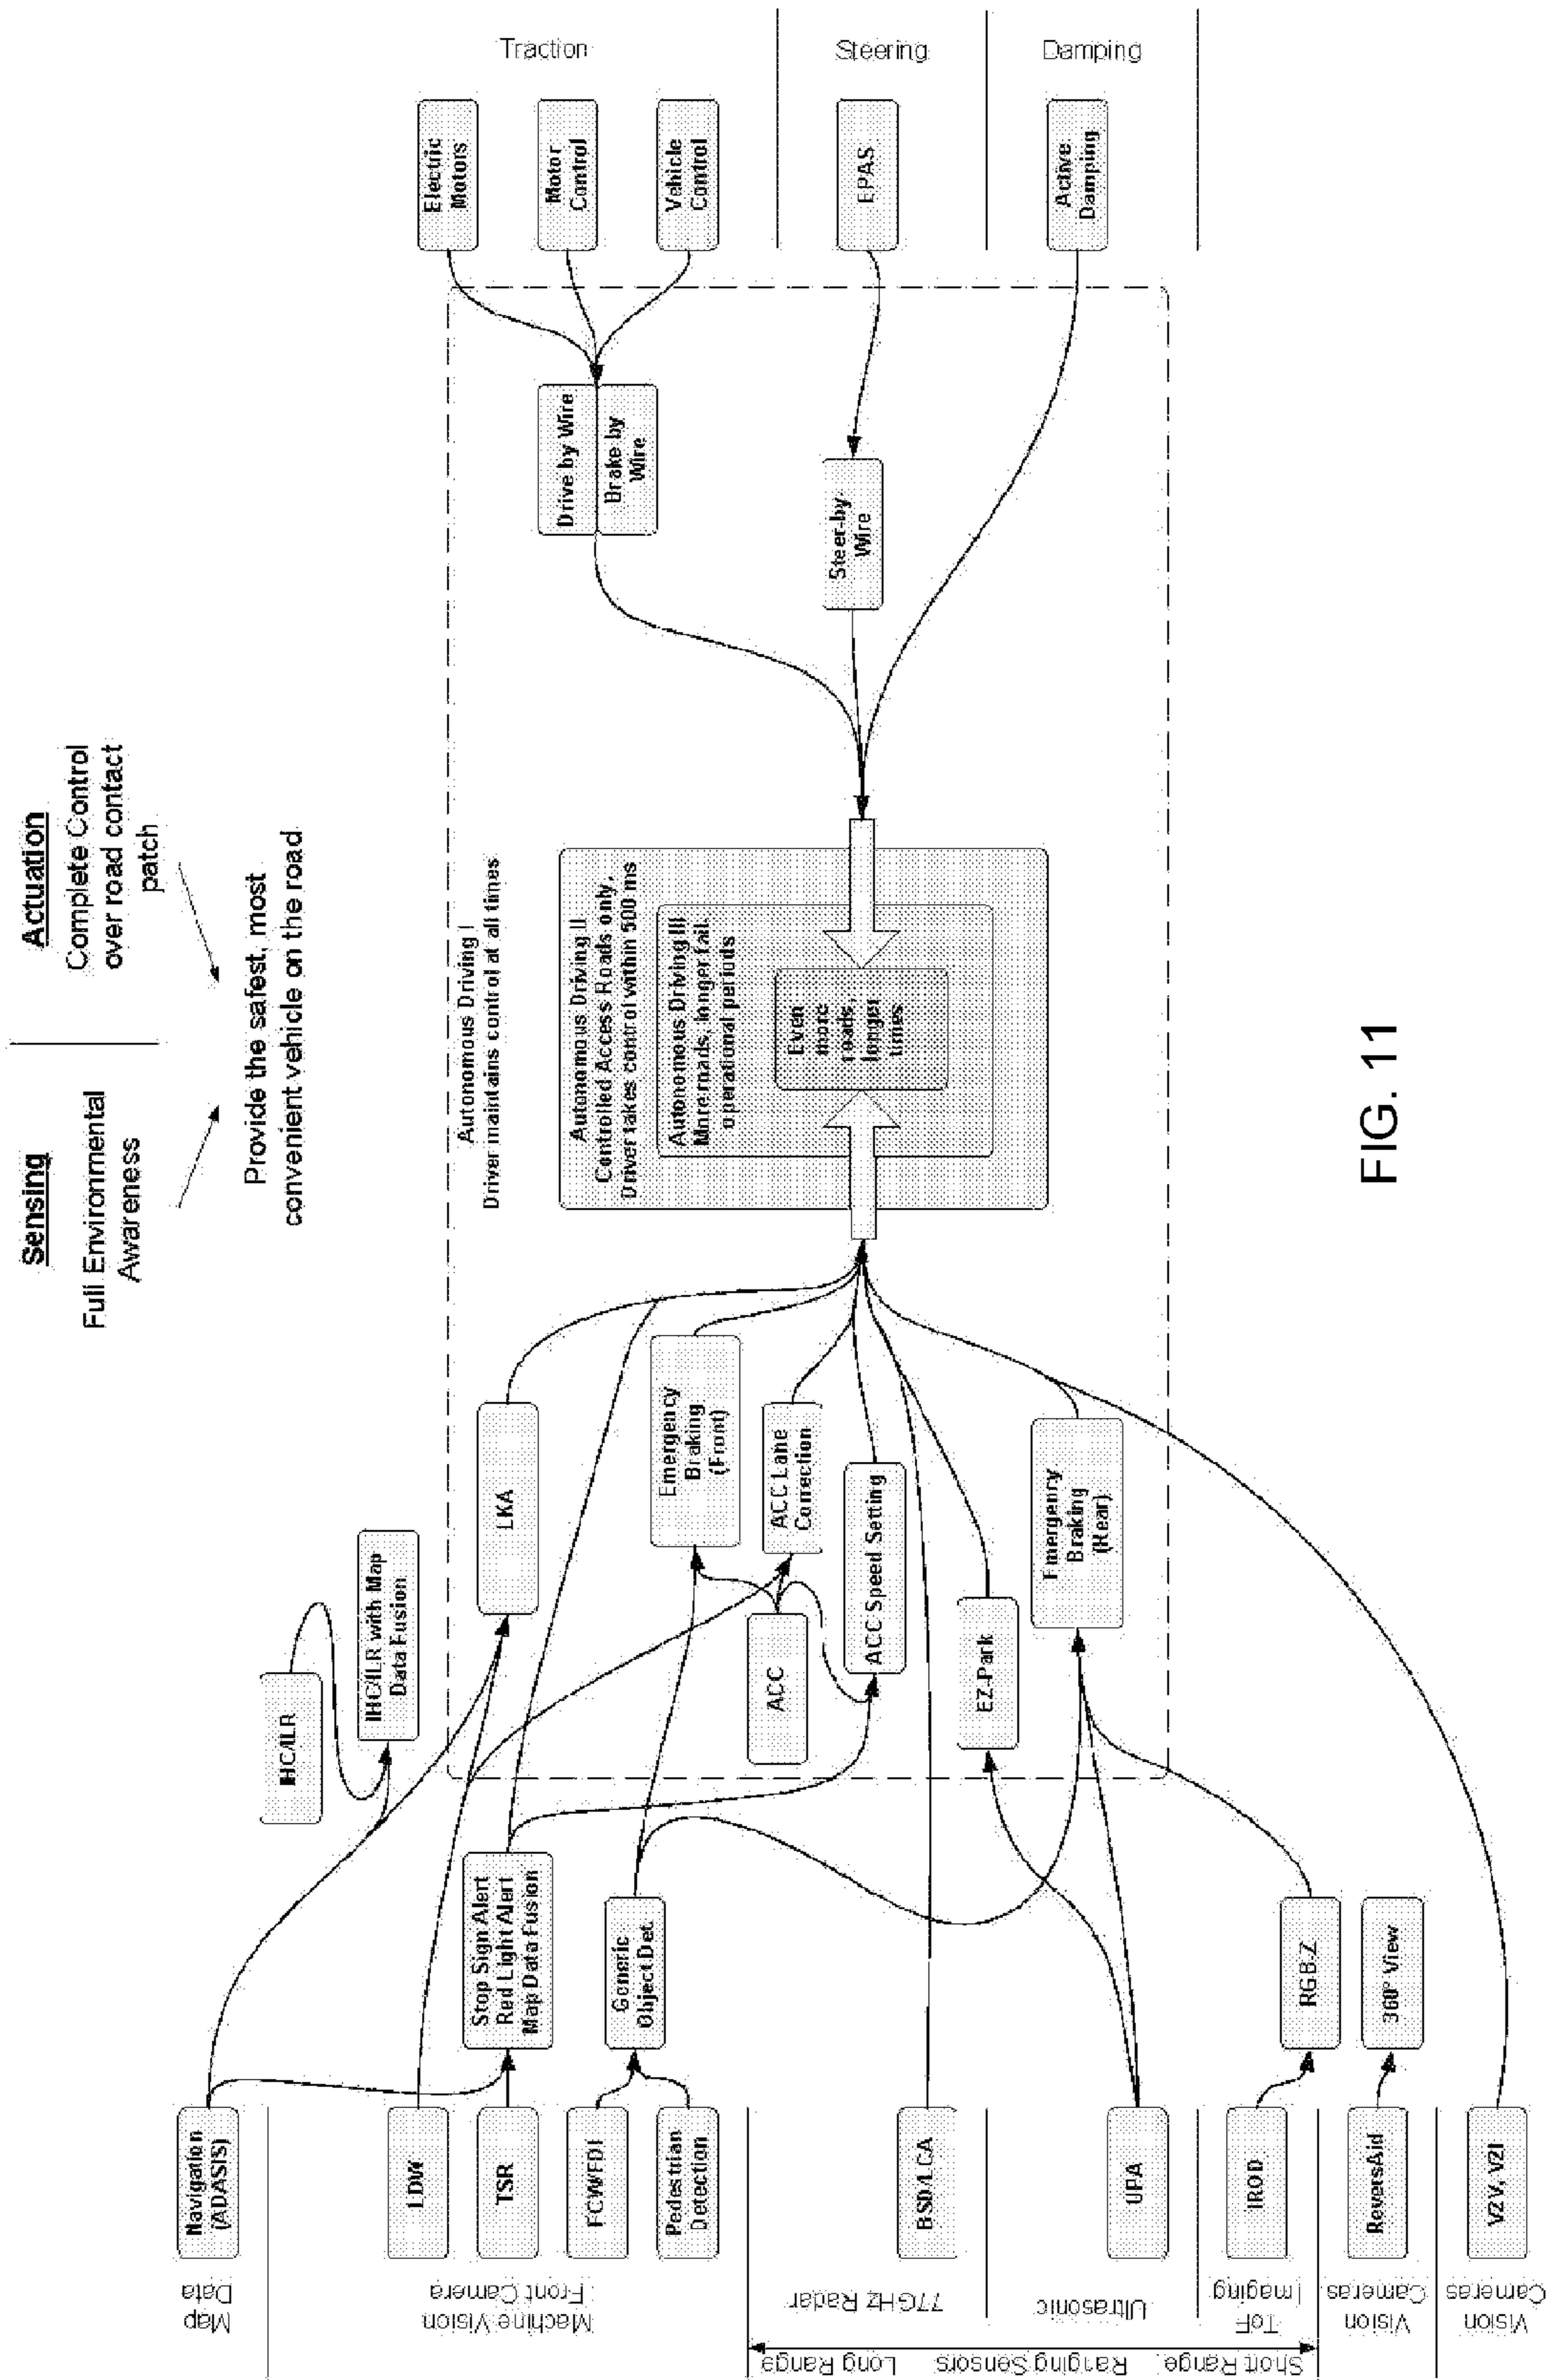 Sensing
Full Environmental
Awareness
Actuation
Complete Control
over road contact
patch
Provide the safest, most
convenient vehicle on the road
Map
Data
Navigation
(ADASIS)
Machine Vision
Front Camera
LDW
TSR
FCW/FDI
Pedestrian
Detection
Short Range
Ranging Sensors
Long Range
77GHz Radar
BSD/LCA
Ultrasonic
UPA
ToF
Imaging
IROD
Vision
Cameras
ReversAid
Vision
Cameras
V2V, V2I
Stop Sign Alert
Red Light Alert
Map Data Fusion
Generic
Object Det.
RGB-Z
360° View
IHC/ILR
IHC/ILR with Map
Data Fusion
LKA
Emergency
Braking
(Front)
ACC
ACC Lane
Correction
ACC Speed Setting
EZ-Park
Emergency
Braking
(Rear)
Autonomous Driving I
Driver maintains control at all times
Autonomous Driving II
Controlled Access Roads only,
Driver takes control within 500 ms
Autonomous Driving III
More roads, longer fail.
operational periods
Even
more
roads,
longer
times
Drive by Wire
Brake by
Wire
Steer-by
Wire
Electric
Motors
Motor
Control
Vehicle
Control
EPAS
Active
Damping
Traction
Steering
Damping
FIG. 11